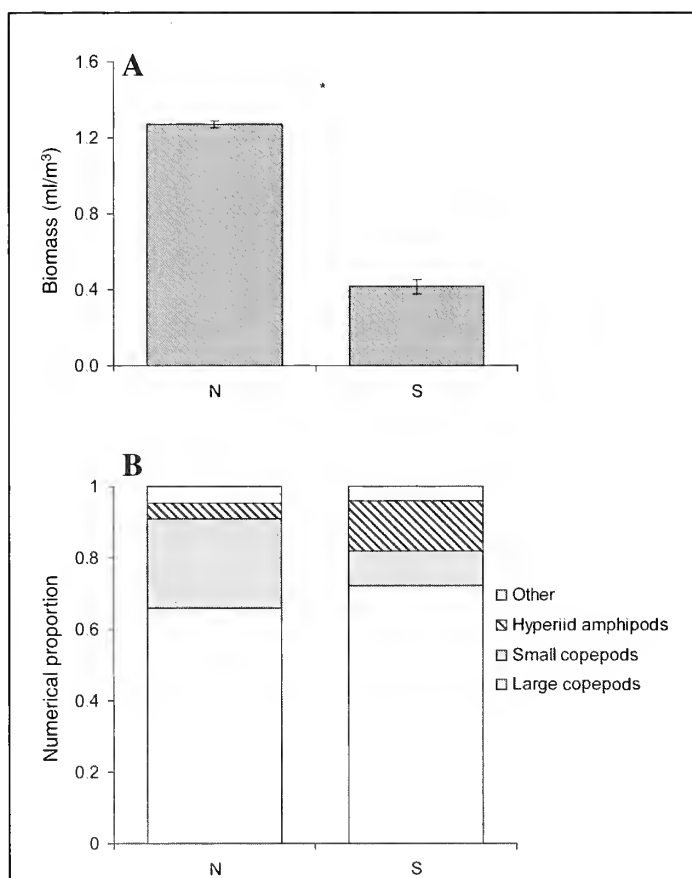 A
*
1.6
1.2
0.8
0.4
0.0
Biomass (ml/m³)
N S
B
1
0.8
0.6
0.4
0.2
0
Numerical proportion
N S
Other
Hyperiid amphipods
Small copepods
Large copepods